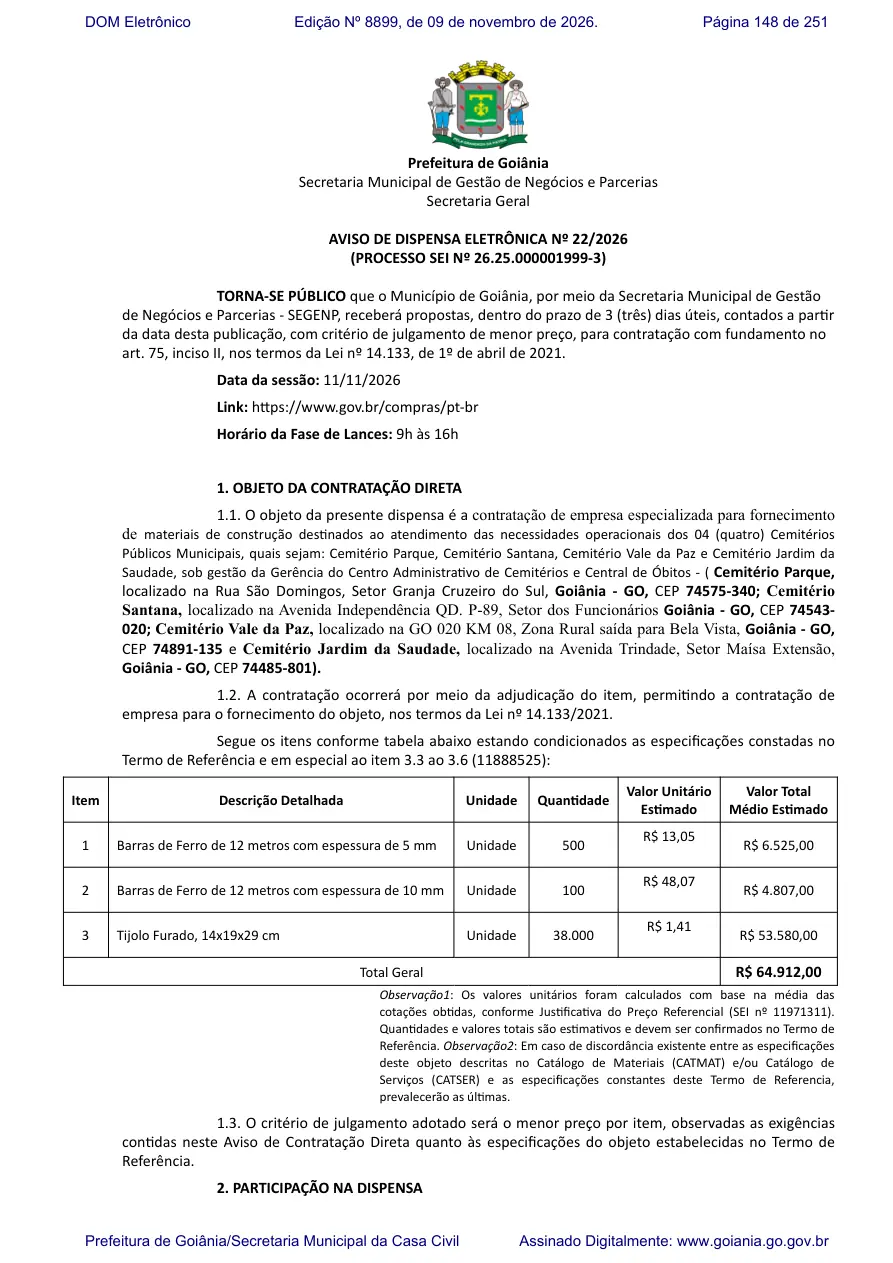 DOM Eletrônico Edição Nº 8899, de 09 de novembro de 2026. Página 148 de 251
PELA GRANDEZA DA PÁTRIA
Prefeitura de Goiânia
Secretaria Municipal de Gestão de Negócios e Parcerias
Secretaria Geral
AVISO DE DISPENSA ELETRÔNICA Nº 22/2026
(PROCESSO SEI Nº 26.25.000001999-3)
TORNA-SE PÚBLICO que o Município de Goiânia, por meio da Secretaria Municipal de Gestão
de Negócios e Parcerias - SEGENP, receberá propostas, dentro do prazo de 3 (três) dias úteis, contados a partir
da data desta publicação, com critério de julgamento de menor preço, para contratação com fundamento no
art. 75, inciso II, nos termos da Lei nº 14.133, de 1º de abril de 2021.
Data da sessão: 11/11/2026
Link: https://www.gov.br/compras/pt-br
Horário da Fase de Lances: 9h às 16h
1. OBJETO DA CONTRATAÇÃO DIRETA
1.1. O objeto da presente dispensa é a contratação de empresa especializada para fornecimento
de materiais de construção destinados ao atendimento das necessidades operacionais dos 04 (quatro) Cemitérios
Públicos Municipais, quais sejam: Cemitério Parque, Cemitério Santana, Cemitério Vale da Paz e Cemitério Jardim da
Saudade, sob gestão da Gerência do Centro Administrativo de Cemitérios e Central de Óbitos - ( Cemitério Parque,
localizado na Rua São Domingos, Setor Granja Cruzeiro do Sul, Goiânia - GO, CEP 74575-340; Cemitério
Santana, localizado na Avenida Independência QD. P-89, Setor dos Funcionários Goiânia - GO, CEP 74543-
020; Cemitério Vale da Paz, localizado na GO 020 KM 08, Zona Rural saída para Bela Vista, Goiânia - GO,
CEP 74891-135 e Cemitério Jardim da Saudade, localizado na Avenida Trindade, Setor Maísa Extensão,
Goiânia - GO, CEP 74485-801).
1.2. A contratação ocorrerá por meio da adjudicação do item, permitindo a contratação de
empresa para o fornecimento do objeto, nos termos da Lei nº 14.133/2021.
Segue os itens conforme tabela abaixo estando condicionados as especificações constadas no
Termo de Referência e em especial ao item 3.3 ao 3.6 (11888525):
Item Descrição Detalhada Unidade Quantidade Valor Unitário Estimado Valor Total Médio Estimado
1 Barras de Ferro de 12 metros com espessura de 5 mm Unidade 500 R$ 13,05 R$ 6.525,00
2 Barras de Ferro de 12 metros com espessura de 10 mm Unidade 100 R$ 48,07 R$ 4.807,00
3 Tijolo Furado, 14x19x29 cm Unidade 38.000 R$ 1,41 R$ 53.580,00
Total Geral R$ 64.912,00
Observação1: Os valores unitários foram calculados com base na média das
cotações obtidas, conforme Justificativa do Preço Referencial (SEI nº 11971311).
Quantidades e valores totais são estimativos e devem ser confirmados no Termo de
Referência. Observação2: Em caso de discordância existente entre as especificações
deste objeto descritas no Catálogo de Materiais (CATMAT) e/ou Catálogo de
Serviços (CATSER) e as especificações constantes deste Termo de Referencia,
prevalecerão as últimas.
1.3. O critério de julgamento adotado será o menor preço por item, observadas as exigências
contidas neste Aviso de Contratação Direta quanto às especificações do objeto estabelecidas no Termo de
Referência.
2. PARTICIPAÇÃO NA DISPENSA
Prefeitura de Goiânia/Secretaria Municipal da Casa Civil Assinado Digitalmente: www.goiania.go.gov.br